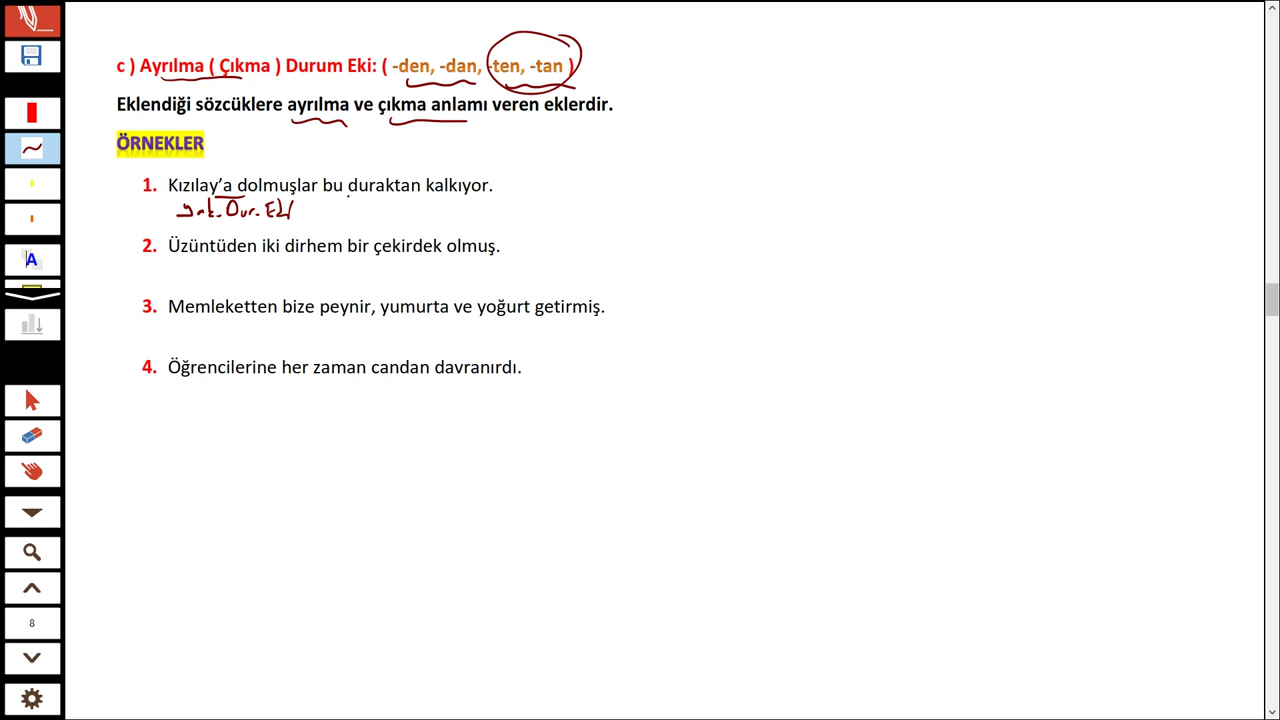 c ) Ayrılma ( Çıkma ) Durum Eki: ( -den, -dan, -ten, -tan )
Eklendiği sözcüklere ayrılma ve çıkma anlamı veren eklerdir.
ÖRNEKLER
1. Kızılay’a dolmuşlar bu duraktan kalkıyor.
Yak. Dur. Eki
2. Üzüntüden iki dirhem bir çekirdek olmuş.
3. Memleketten bize peynir, yumurta ve yoğurt getirmiş.
4. Öğrencilerine her zaman candan davranırdı.
A
8